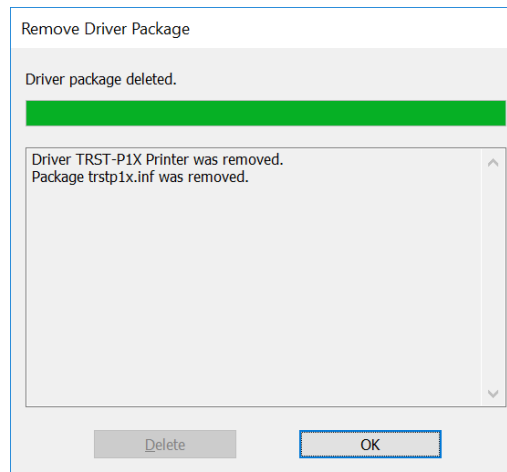 Remove Driver Package
Driver package deleted.
Driver TRST-P1X Printer was removed.
Package trstp1x.inf was removed.
Delete
OK